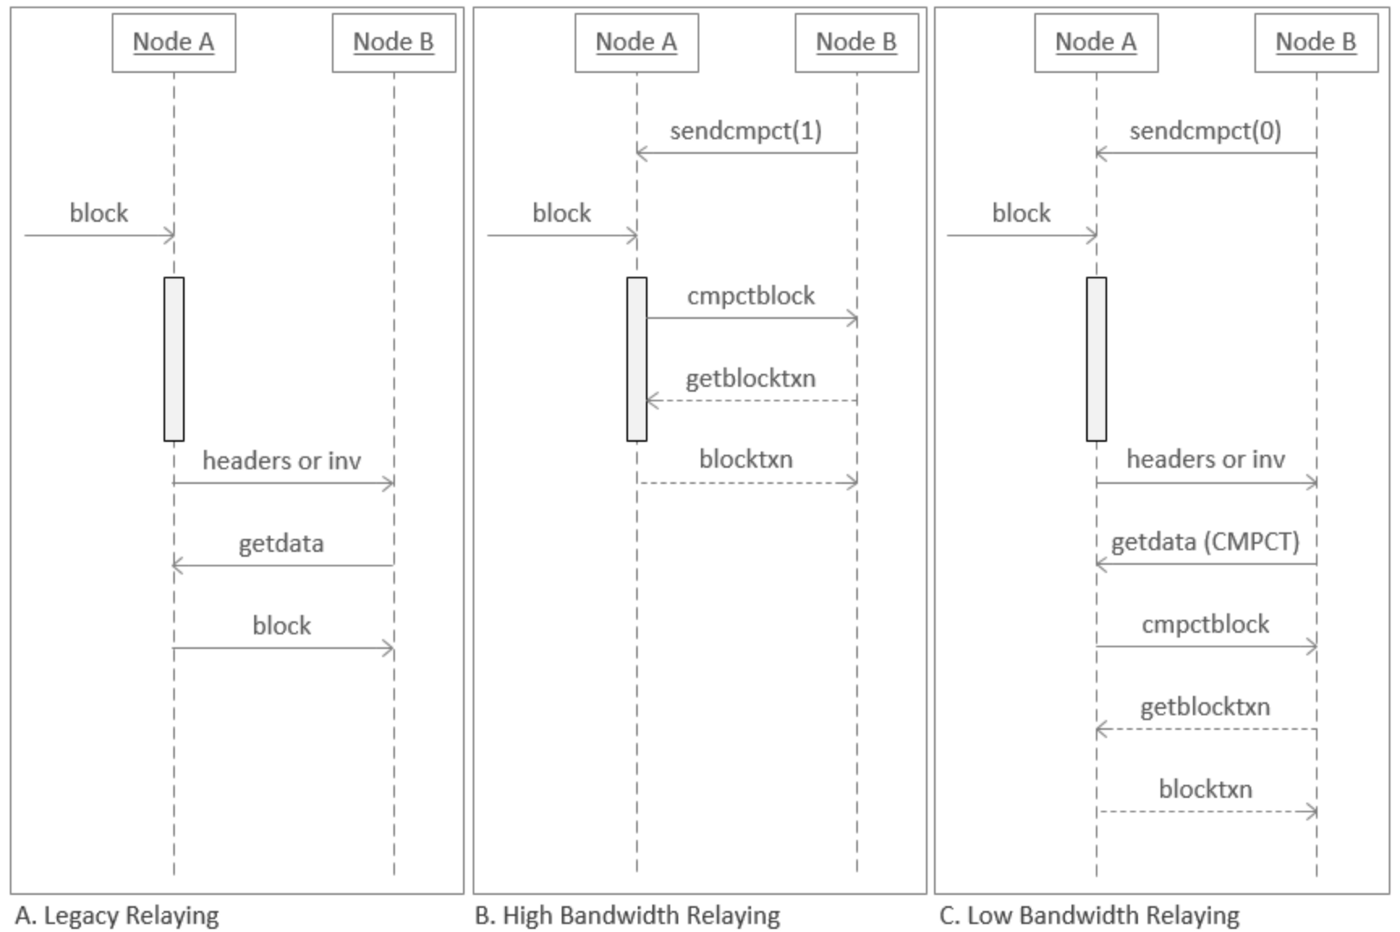 Node A
Node B
block
headers or inv
getdata
block
A. Legacy Relaying
Node A
Node B
sendcmpct(1)
block
cmpctblock
getblocktxn
blocktxn
B. High Bandwidth Relaying
Node A
Node B
sendcmpct(0)
block
headers or inv
getdata (CMPCT)
cmpctblock
getblocktxn
blocktxn
C. Low Bandwidth Relaying